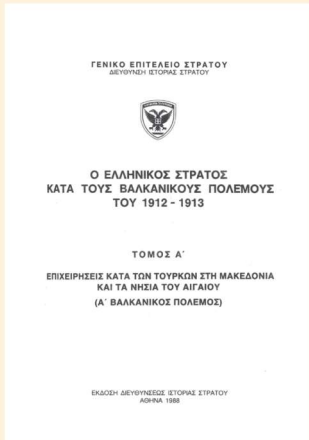 ΓΕΝΙΚΟ ΕΠΙΤΕΛΕΙΟ ΣΤΡΑΤΟΥ
ΔΙΕΥΘΥΝΣΗ ΙΣΤΟΡΙΑΣ ΣΤΡΑΤΟΥ
Ο ΕΛΛΗΝΙΚΟΣ ΣΤΡΑΤΟΣ
ΚΑΤΑ ΤΟΥΣ ΒΑΛΚΑΝΙΚΟΥΣ ΠΟΛΕΜΟΥΣ
ΤΟΥ 1912 - 1913
ΤΟΜΟΣ Α΄
ΕΠΙΧΕΙΡΗΣΕΙΣ ΚΑΤΑ ΤΩΝ ΤΟΥΡΚΩΝ ΣΤΗ ΜΑΚΕΔΟΝΙΑ
ΚΑΙ ΤΑ ΝΗΣΙΑ ΤΟΥ ΑΙΓΑΙΟΥ
(Α΄ ΒΑΛΚΑΝΙΚΟΣ ΠΟΛΕΜΟΣ)
ΕΚΔΟΣΗ ΔΙΕΥΘΥΝΣΕΩΣ ΙΣΤΟΡΙΑΣ ΣΤΡΑΤΟΥ
ΑΘΗΝΑ 1988